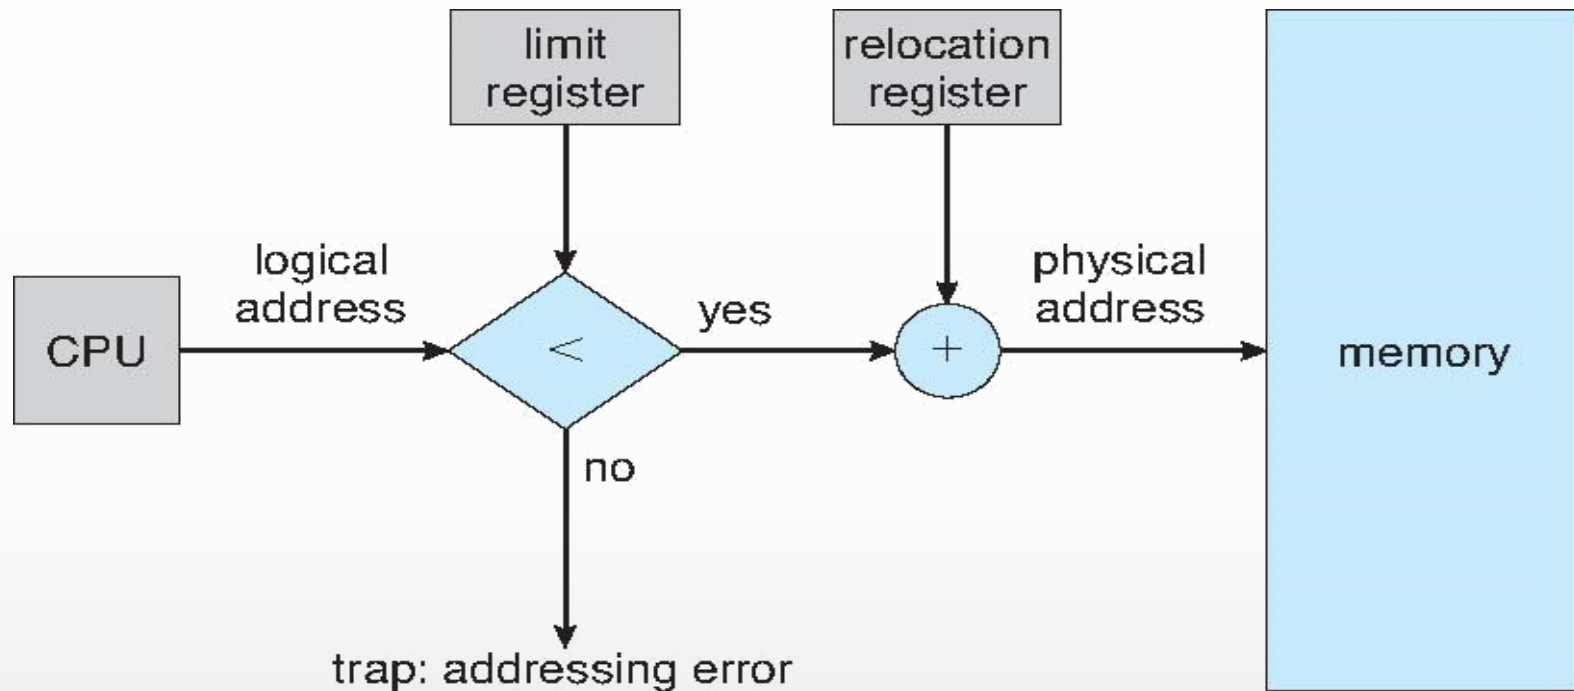 limit
register
relocation
register
logical
address
physical
address
CPU
<
yes
+
memory
no
trap: addressing error